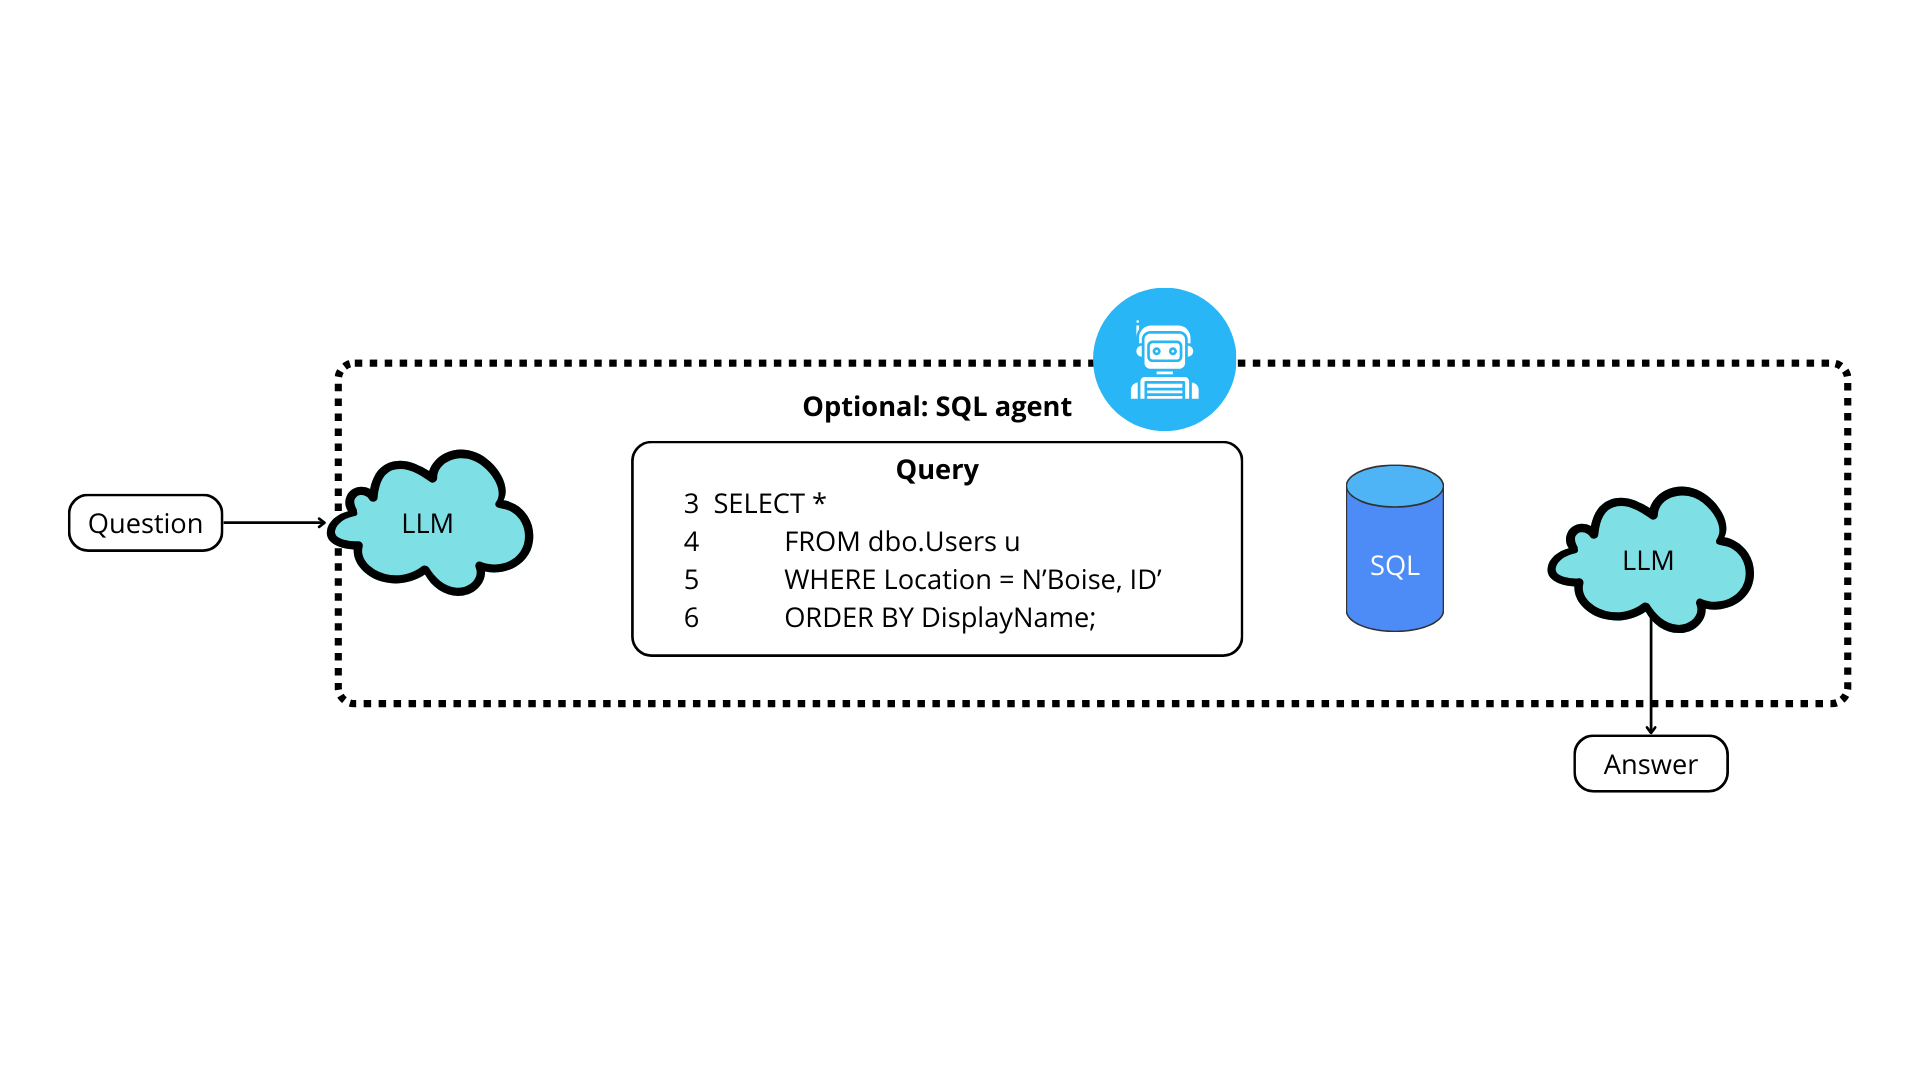 Optional: SQL agent
Question
LLM
Query
3 SELECT *
4 FROM dbo.Users u
5 WHERE Location = N’Boise, ID’
6 ORDER BY DisplayName;
SQL
LLM
Answer